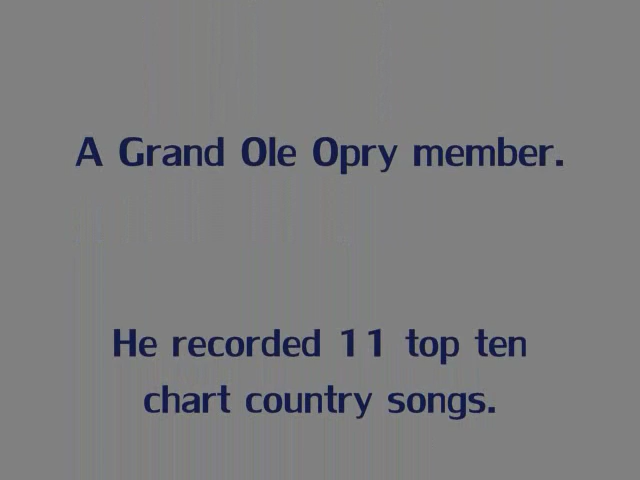 A Grand Ole Opry member.
He recorded 11 top ten
chart country songs.